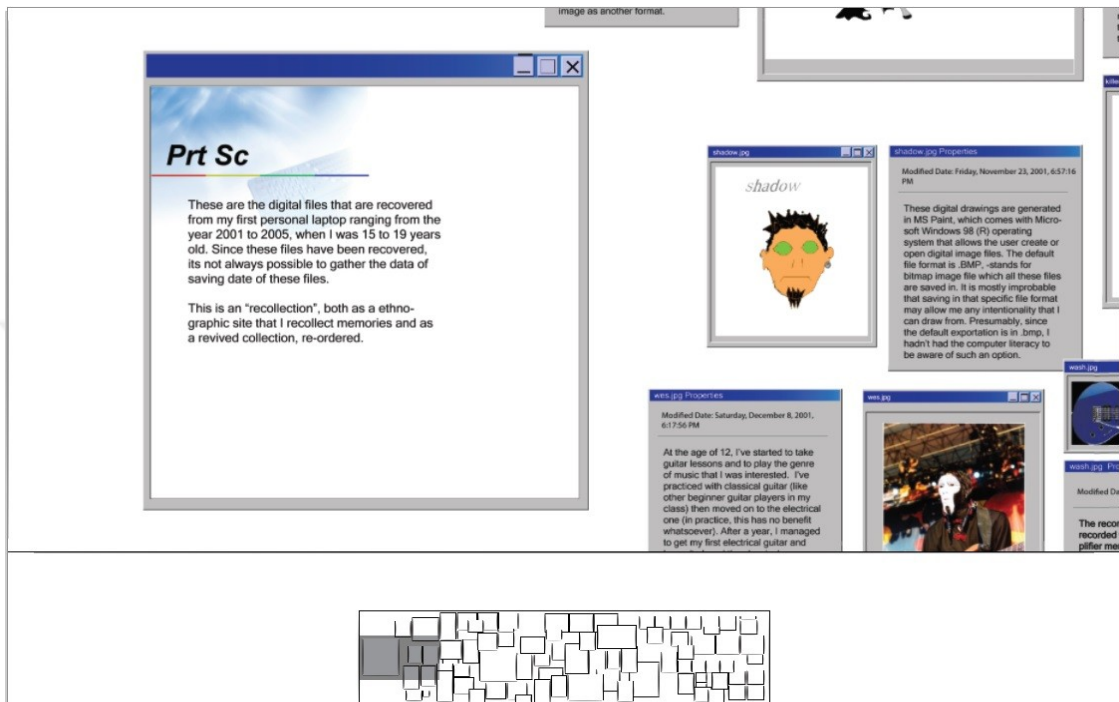 image as another format.
Prt Sc
These are the digital files that are recovered
from my first personal laptop ranging from the
year 2001 to 2005, when I was 15 to 19 years
old. Since these files have been recovered,
its not always possible to gather the data of
saving date of these files.
This is an “recollection”, both as a ethno-
graphic site that I recollect memories and as
a revived collection, re-ordered.
shadow.jpg
shadow
shadow.jpg Properties
Modified Date: Friday, November 23, 2001, 6:57:16
PM
These digital drawings are generated
in MS Paint, which comes with Micro-
soft Windows 98 (R) operating
system that allows the user create or
open digital image files. The default
file format is .BMP, -stands for
bitmap image file which all these files
are saved in. It is mostly improbable
that saving in that specific file format
may allow me any intentionality that I
can draw from. Presumably, since
the default exportation is in .bmp, I
hadn't had the computer literacy to
be aware of such an option.
wes.jpg Properties
Modified Date: Saturday, December 8, 2001,
6:17:56 PM
At the age of 12, I've started to take
guitar lessons and to play the genre
of music that I was interested. I've
practiced with classical guitar (like
other beginner guitar players in my
class) then moved on to the electrical
one (in practice, this has no benefit
whatsoever). After a year, I managed
to get my first electrical guitar and
wes.jpg
wash.jpg
wash.jpg
Modified
The
recorded